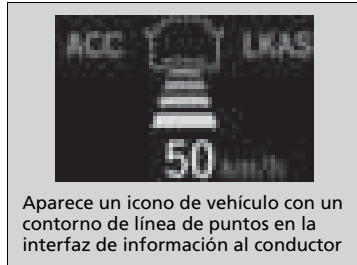 ACC LKAS
50 km/h
Aparece un icono de vehículo con un
contorno de línea de puntos en la
interfaz de información al conductor